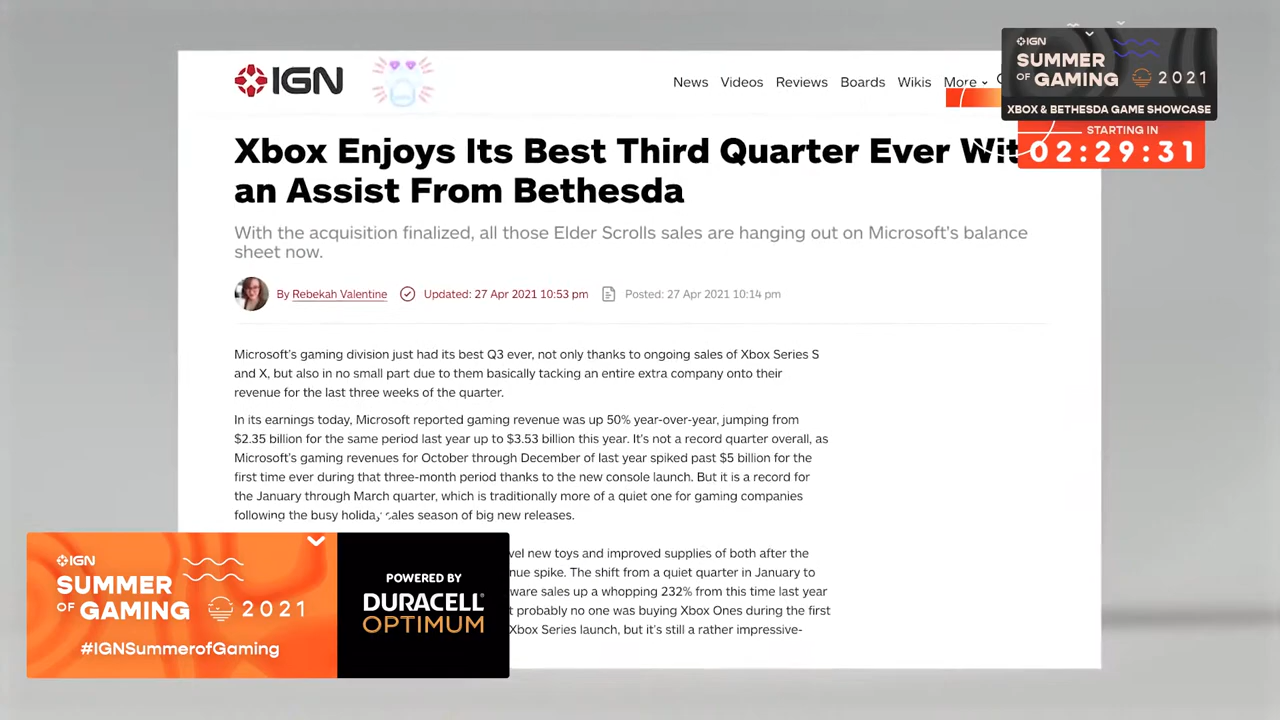 IGN
News Videos Reviews Boards Wikis More
IGN
SUMMER
OF GAMING 2021
XBOX & BETHESDA GAME SHOWCASE
STARTING IN
02:29:31
Xbox Enjoys Its Best Third Quarter Ever Wit
an Assist From Bethesda
With the acquisition finalized, all those Elder Scrolls sales are hanging out on Microsoft's balance
sheet now.
By Rebekah Valentine Updated: 27 Apr 2021 10:53 pm Posted: 27 Apr 2021 10:14 pm
Microsoft's gaming division just had its best Q3 ever, not only thanks to ongoing sales of Xbox Series S
and X, but also in no small part due to them basically tacking an entire extra company onto their
revenue for the last three weeks of the quarter.
In its earnings today, Microsoft reported gaming revenue was up 50% year-over-year, jumping from
$2.35 billion for the same period last year up to $3.53 billion this year. It's not a record quarter overall, as
Microsoft's gaming revenues for October through December of last year spiked past $5 billion for the
first time ever during that three-month period thanks to the new console launch. But it is a record for
the January through March quarter, which is traditionally more of a quiet one for gaming companies
following the busy holiday sales season of big new releases.
vel new toys and improved supplies of both after the
nue spike. The shift from a quiet quarter in January to
ware sales up a whopping 232% from this time last year
t probably no one was buying Xbox Ones during the first
Xbox Series launch, but it's still a rather impressive-
IGN
SUMMER
OF GAMING 2021
#IGNSummerofGaming
POWERED BY
DURACELL
OPTIMUM